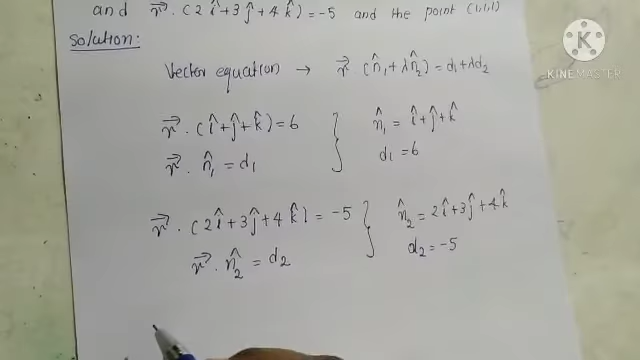 and r⃗ . (2î+3ĵ+4k̂) = -5 and the point (1,1,1)
Solution:
Vector equation → r⃗ (n̂₁+λn̂₂) = d₁+λd₂
r⃗ . (î+ĵ+k̂) = 6
n̂₁ = î+ĵ+k̂
r⃗ . n̂₁ = d₁
d₁ = 6
r⃗ . (2î+3ĵ+4k̂) = -5
n̂₂ = 2î+3ĵ+4k̂
r⃗ . n̂₂ = d₂
d₂ = -5
K
KINEMASTER